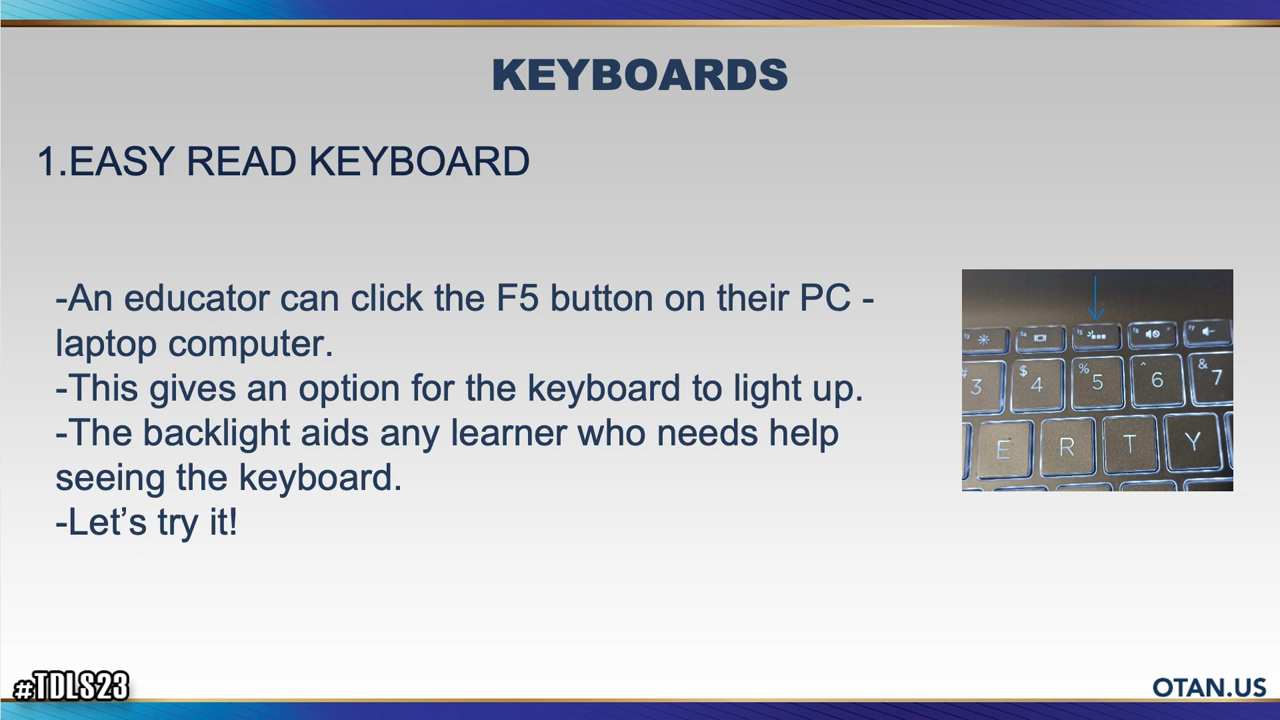 KEYBOARDS
1.EASY READ KEYBOARD
-An educator can click the F5 button on their PC -
laptop computer.
-This gives an option for the keyboard to light up.
-The backlight aids any learner who needs help
seeing the keyboard.
-Let’s try it!
# 3 $ 4 % 5 ^ 6 & 7
E R T Y
#TDLS23
OTAN.US